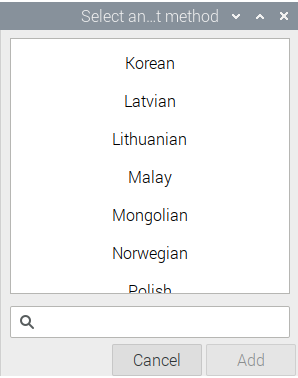 Select an...t method
Korean
Latvian
Lithuanian
Malay
Mongolian
Norwegian
Polish
Cancel
Add